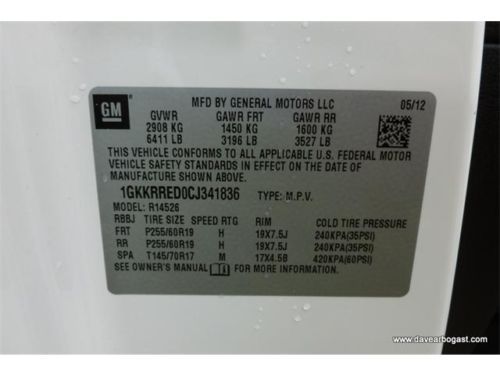 GM
MFD BY GENERAL MOTORS LLC 05/12
GVWR GAWR FRT GAWR RR
2908 KG 1450 KG 1600 KG
6411 LB 3196 LB 3527 LB
THIS VEHICLE CONFORMS TO ALL APPLICABLE U.S. FEDERAL MOTOR
VEHICLE SAFETY STANDARDS IN EFFECT ON THE DATE OF
MANUFACTURE SHOWN ABOVE.
1GKKRRED0CJ341836 TYPE: M.P.V.
MODEL: R14526
RBBJ TIRE SIZE SPEED RTG RIM COLD TIRE PRESSURE
FRT P255/60R19 H 19X7.5J 240KPA(35PSI)
RR P255/60R19 H 19X7.5J 240KPA(35PSI)
SPA T145/70R17 M 17X4.5B 420KPA(60PSI)
SEE OWNER'S MANUAL FOR MORE INFORMATION.
www.davearbogast.com